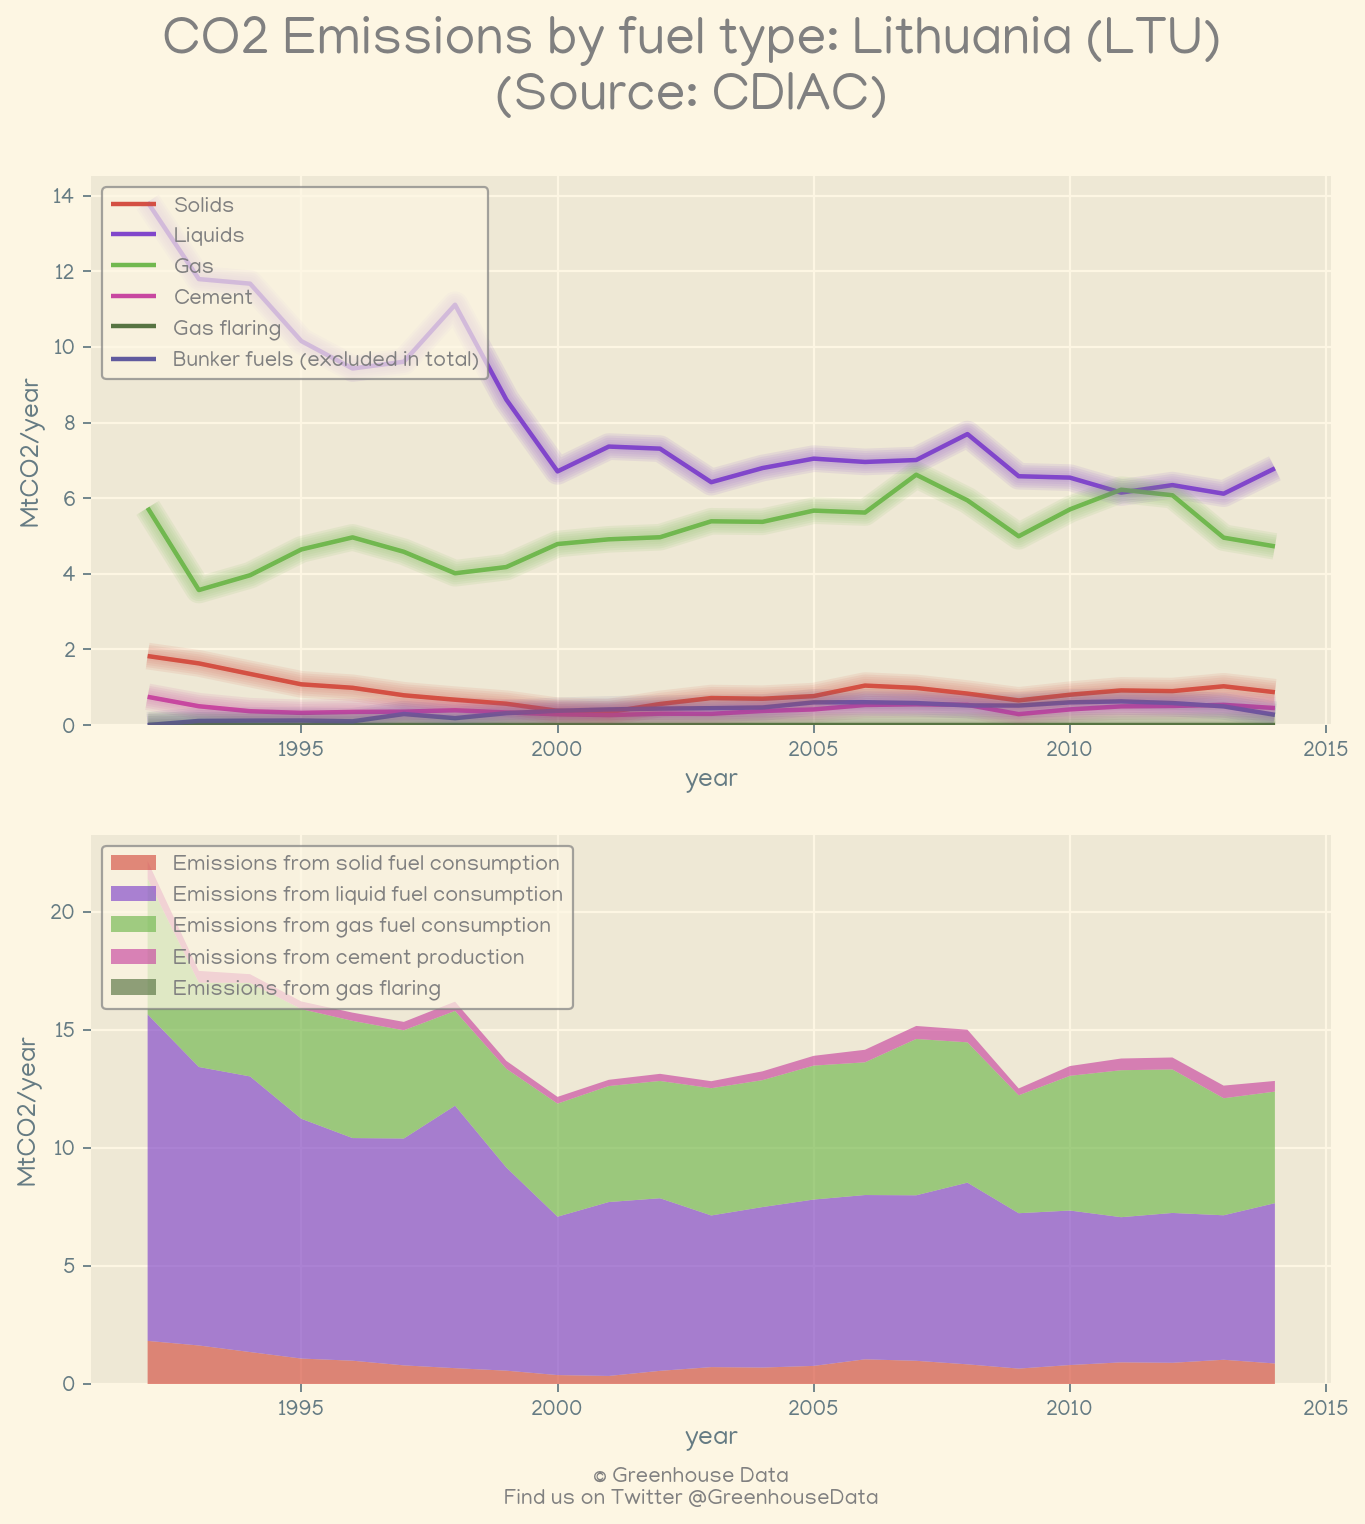 CO2 Emissions by fuel type: Lithuania (LTU)
(Source: CDIAC)
14
12
10
8
6
4
2
0
MtCO2/year
Solids
Liquids
Gas
Cement
Gas flaring
Bunker fuels (excluded in total)
1995
2000
2005
2010
2015
year
20
15
10
5
0
MtCO2/year
Emissions from solid fuel consumption
Emissions from liquid fuel consumption
Emissions from gas fuel consumption
Emissions from cement production
Emissions from gas flaring
1995
2000
2005
2010
2015
year
© Greenhouse Data
Find us on Twitter @GreenhouseData